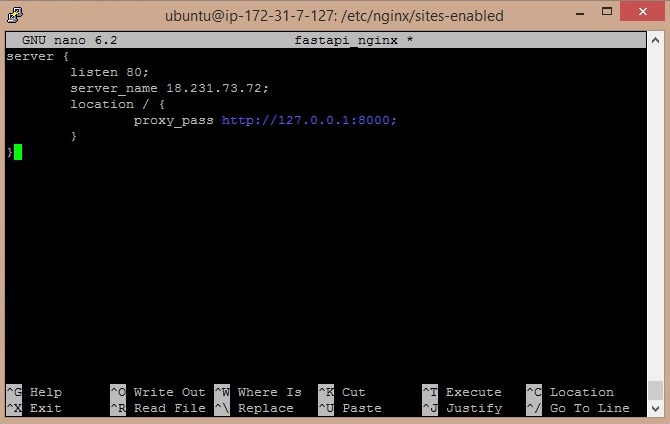 ubuntu@ip-172-31-7-127: /etc/nginx/sites-enabled
GNU nano 6.2 fastapi_nginx *
server {
listen 80;
server_name 18.231.73.72;
location / {
proxy_pass http://127.0.0.1:8000;
}
}
^G Help ^O Write Out ^W Where Is ^K Cut ^T Execute ^C Location
^X Exit ^R Read File ^\ Replace ^U Paste ^J Justify ^/ Go To Line